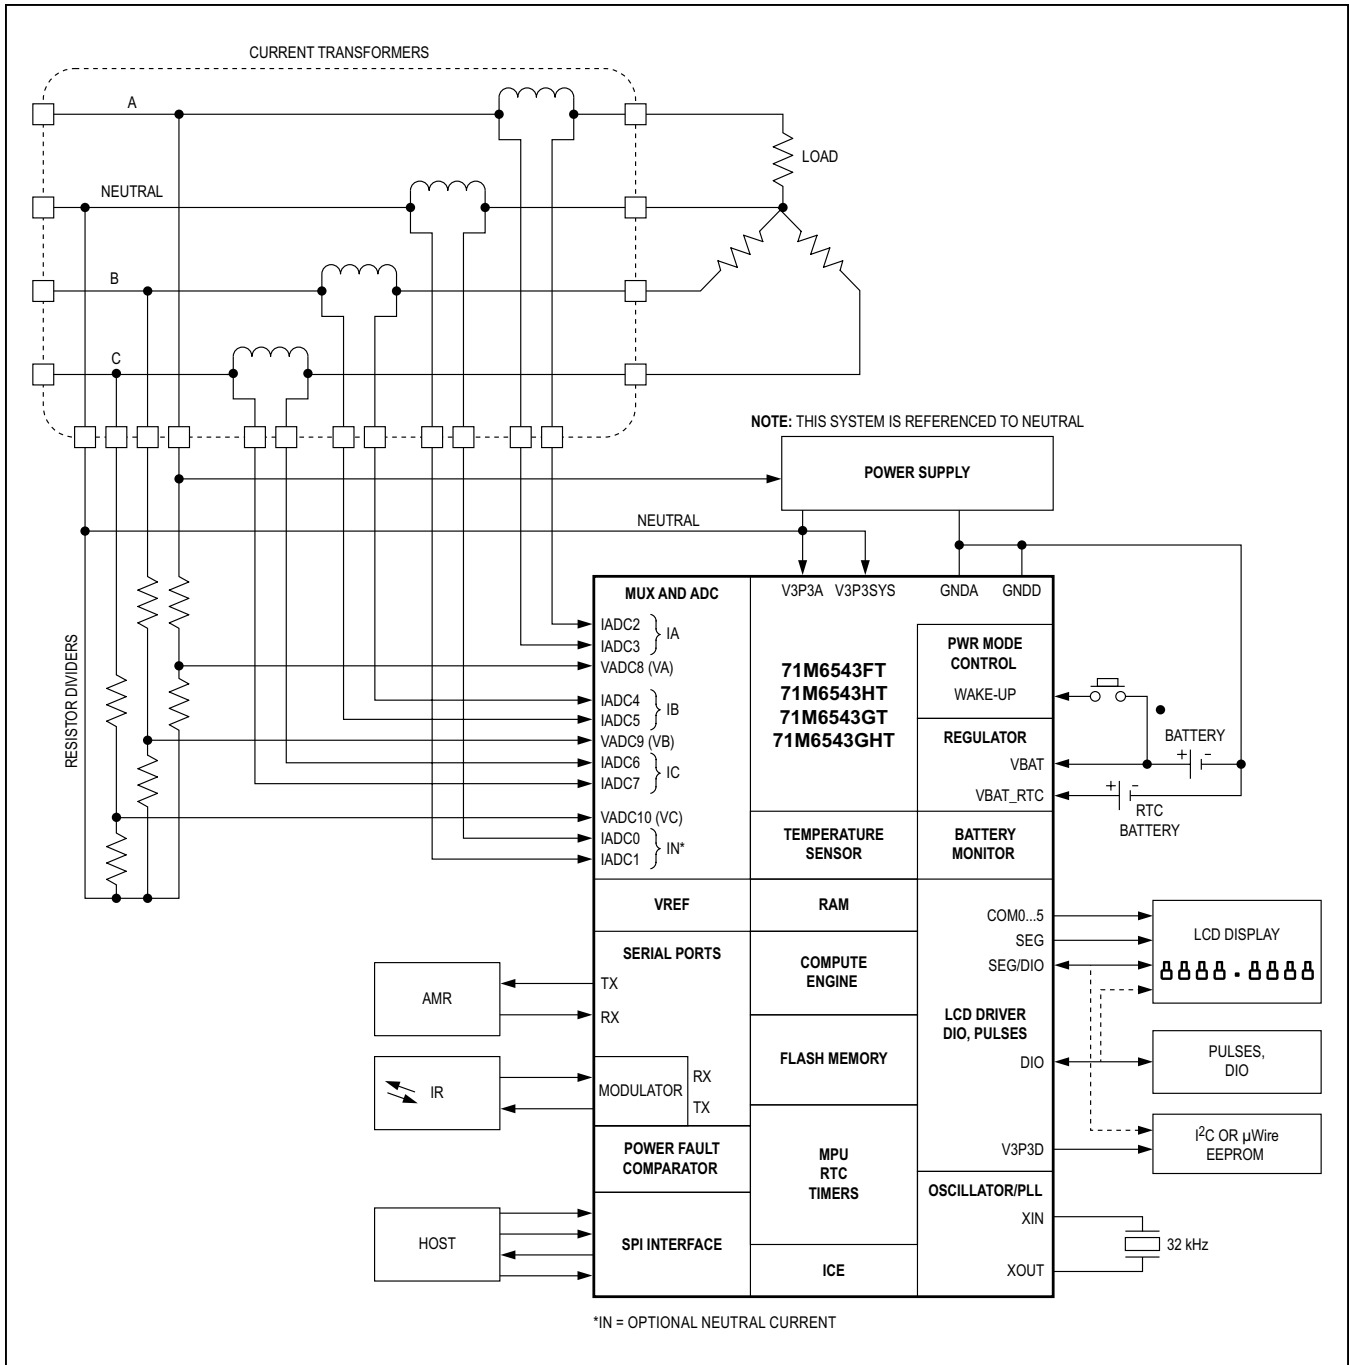 CURRENT TRANSFORMERS
A
LOAD
NEUTRAL
B
C
NOTE: THIS SYSTEM IS REFERENCED TO NEUTRAL
POWER SUPPLY
NEUTRAL
RESISTOR DIVIDERS
MUX AND ADC
V3P3A V3P3SYS
GNDA GNDD
IADC2
IADC3
IA
VADC8 (VA)
IADC4
IADC5
IB
VADC9 (VB)
IADC6
IADC7
IC
VADC10 (VC)
IADC0
IADC1
IN*
71M6543FT
71M6543HT
71M6543GT
71M6543GHT
PWR MODE
CONTROL
WAKE-UP
REGULATOR
VBAT
VBAT_RTC
+ -
BATTERY
+ -
RTC
BATTERY
TEMPERATURE
SENSOR
BATTERY
MONITOR
VREF
RAM
COM0...5
SEG
SEG/DIO
LCD DISPLAY
8888.8888
SERIAL PORTS
TX
RX
AMR
COMPUTE
ENGINE
LCD DRIVER
DIO, PULSES
FLASH MEMORY
DIO
PULSES,
DIO
IR
MODULATOR
RX
TX
POWER FAULT
COMPARATOR
MPU
RTC
TIMERS
V3P3D
I²C OR µWire
EEPROM
OSCILLATOR/PLL
XIN
32 kHz
XOUT
HOST
SPI INTERFACE
ICE
*IN = OPTIONAL NEUTRAL CURRENT